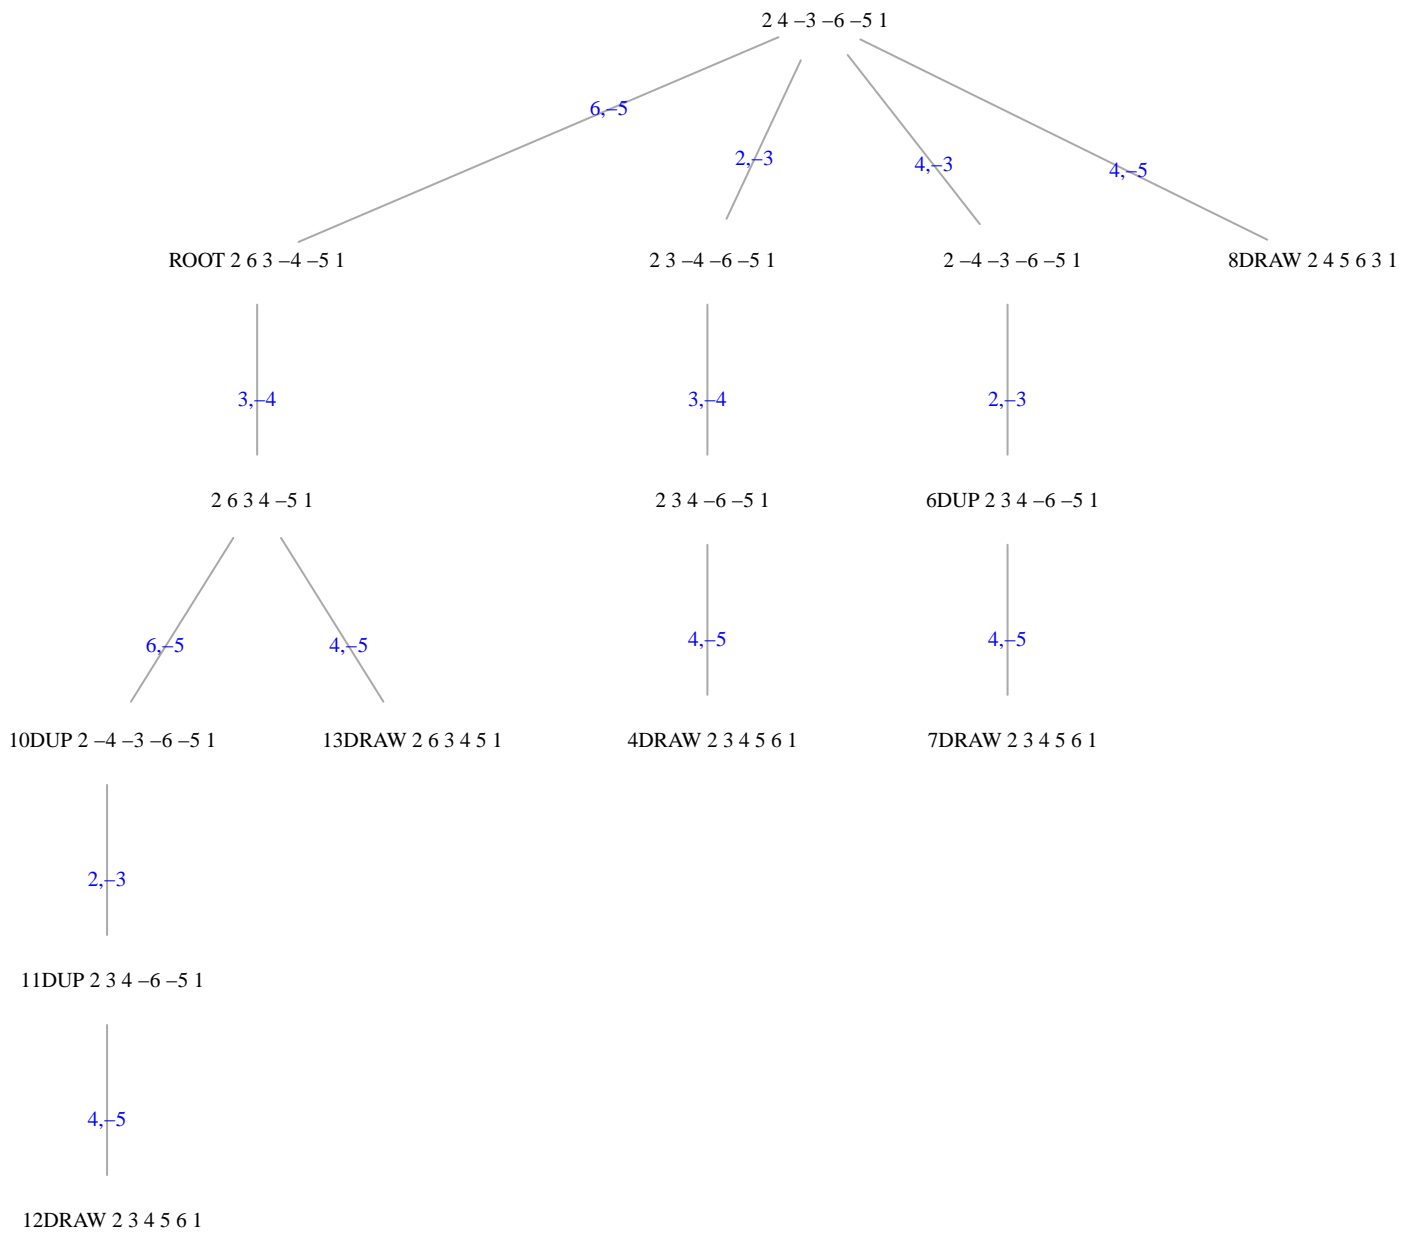 2 4 –3 –6 –5 1
6,–5
2,–3
4,–3
4,–5
ROOT 2 6 3 –4 –5 1
2 3 –4 –6 –5 1
2 –4 –3 –6 –5 1
8DRAW 2 4 5 6 3 1
3,–4
3,–4
2,–3
2 6 3 4 –5 1
2 3 4 –6 –5 1
6DUP 2 3 4 –6 –5 1
6,–5
4,–5
4,–5
4,–5
10DUP 2 –4 –3 –6 –5 1
13DRAW 2 6 3 4 5 1
4DRAW 2 3 4 5 6 1
7DRAW 2 3 4 5 6 1
2,–3
11DUP 2 3 4 –6 –5 1
4,–5
12DRAW 2 3 4 5 6 1